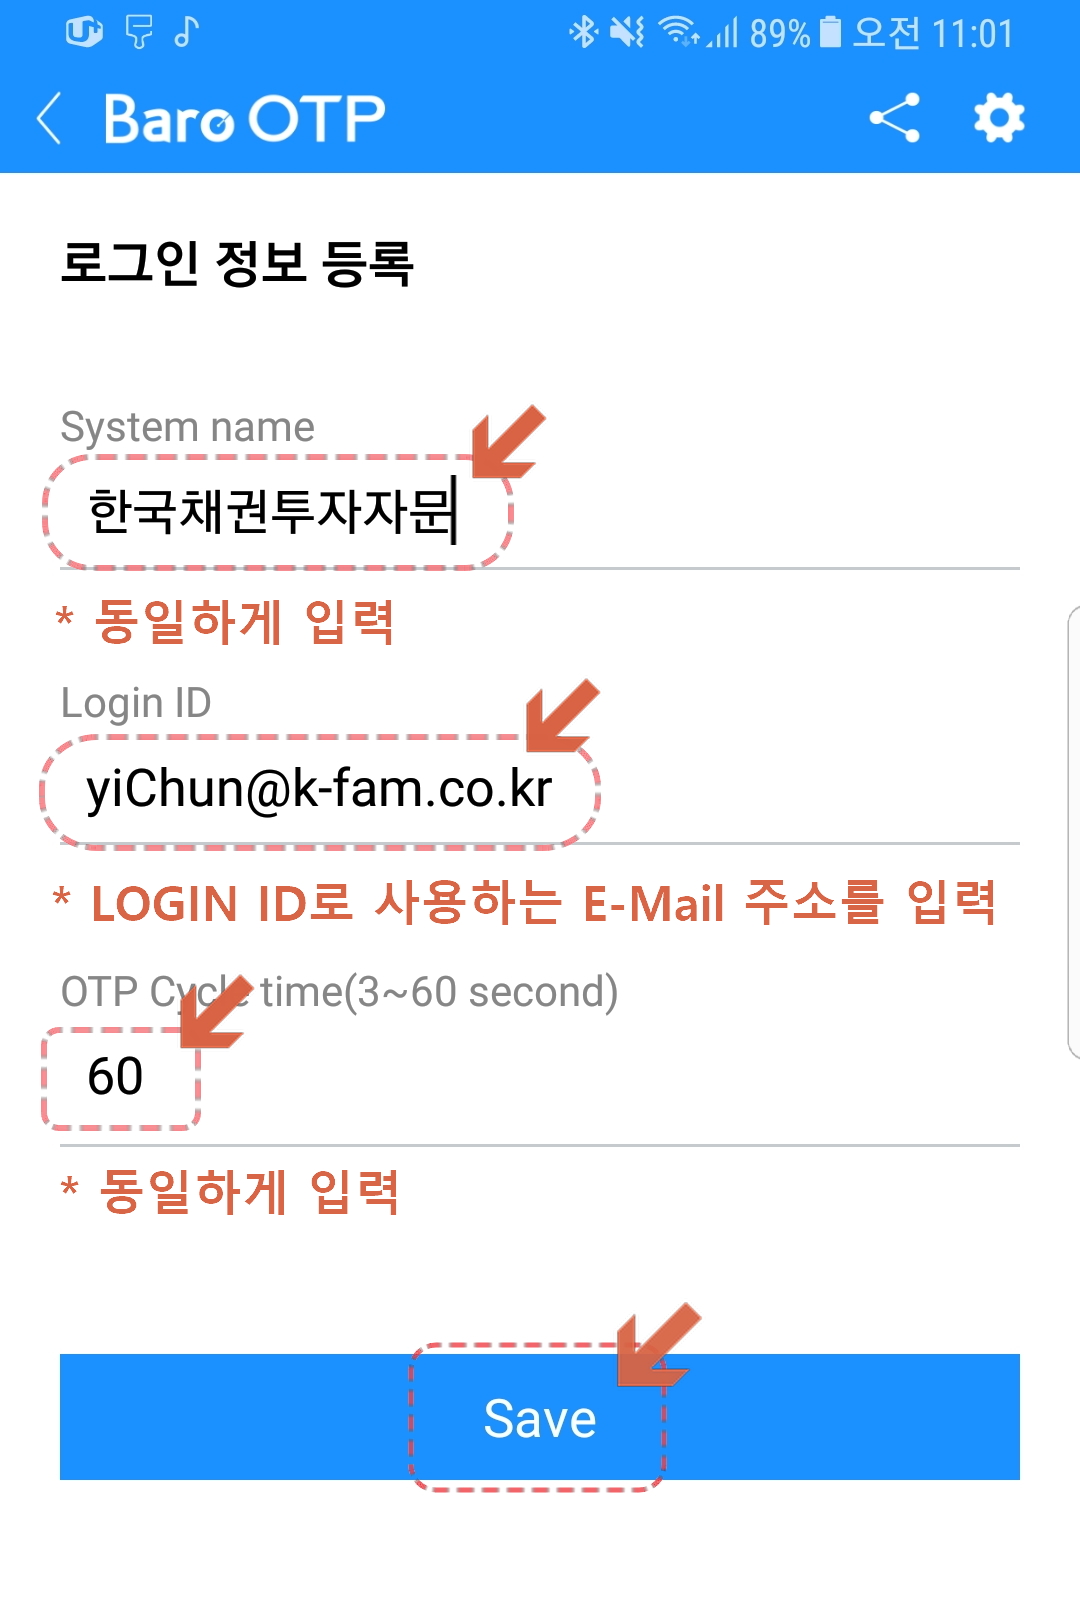 89% 오전 11:01
Baro OTP
로그인 정보 등록
System name
한국채권투자자문
* 동일하게 입력
Login ID
yiChun@k-fam.co.kr
* LOGIN ID로 사용하는 E-Mail 주소를 입력
OTP Cycle time(3~60 second)
60
* 동일하게 입력
Save